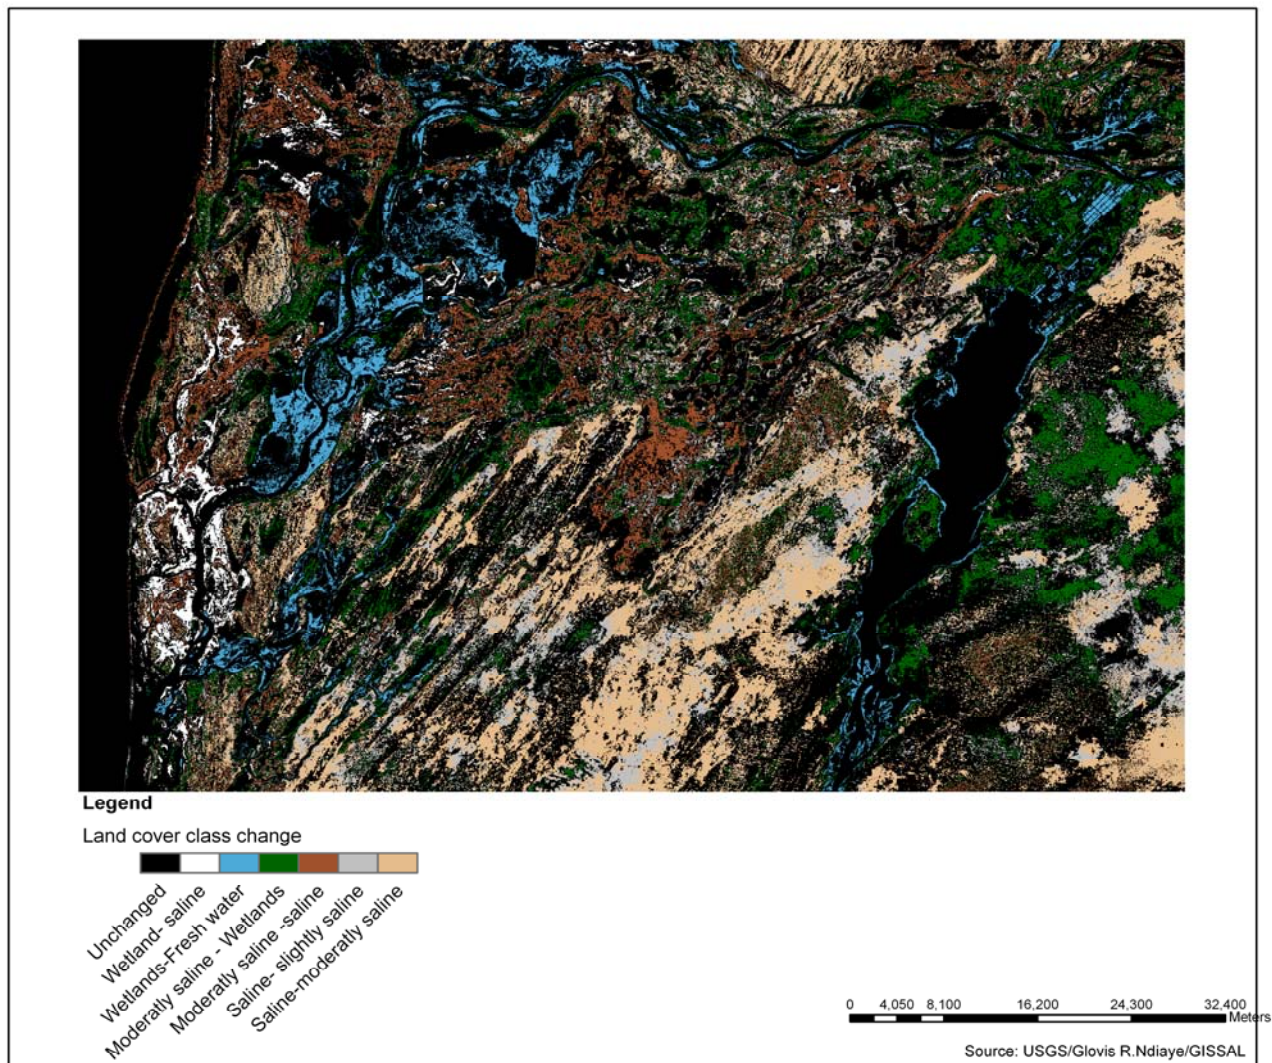 Legend
Land cover class change
Unchanged
Wetland- saline
Wetlands-Fresh water
Moderatly saline - Wetlands
Moderatly saline -saline
Saline- slightly saline
Saline-moderatly saline
0 4,050 8,100 16,200 24,300 32,400
Meters
Source: USGS/Glovis R.Ndiaye/GISSAL